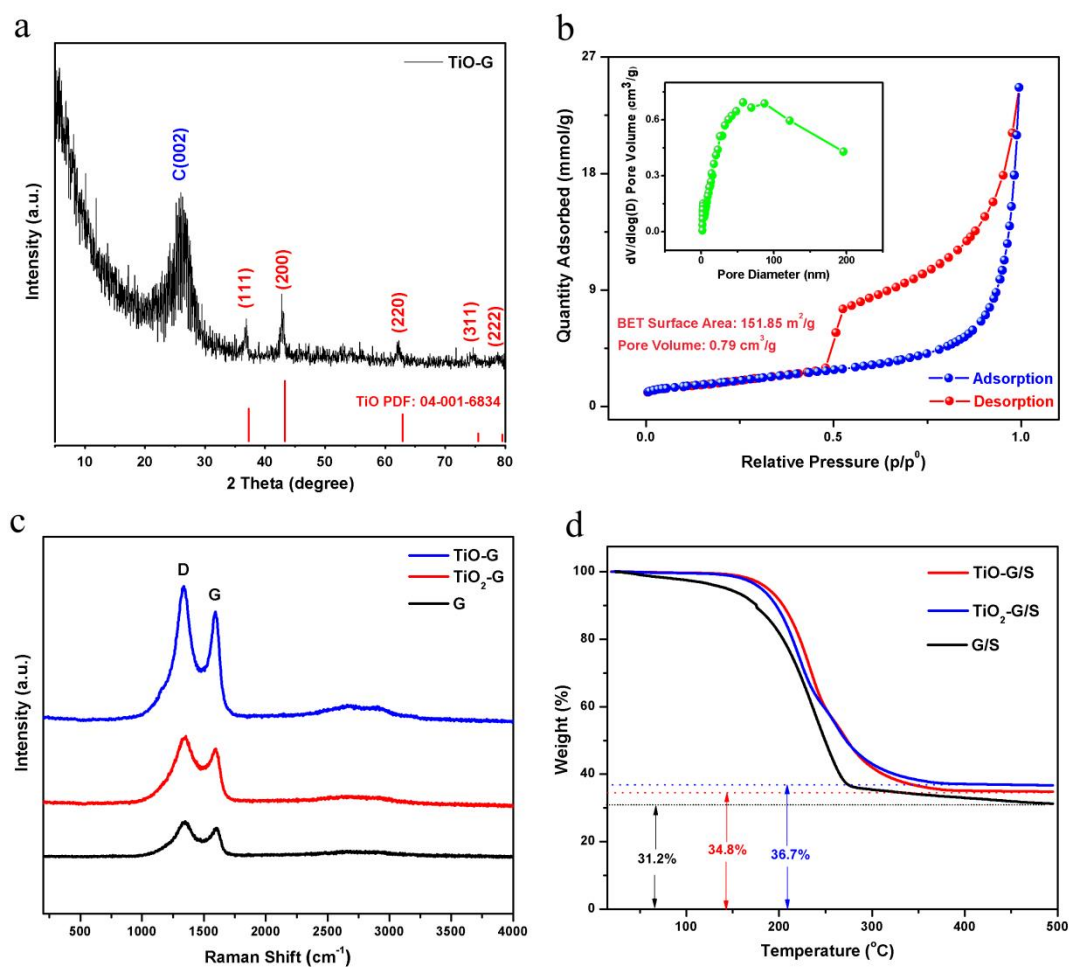 a
TiO-G
C(002)
(111)
(200)
(220)
(311)
(222)
TiO PDF: 04-001-6834
Intensity (a.u.)
10 20 30 40 50 60 70 80
2 Theta (degree)
b
27
18
9
0
Quantity Adsorbed (mmol/g)
dV/dlog(D) Pore Volume (cm³/g)
0.6
0.3
0.0
0 100 200
Pore Diameter (nm)
BET Surface Area: 151.85 m²/g
Pore Volume: 0.79 cm³/g
Adsorption
Desorption
0.0 0.5 1.0
Relative Pressure (p/p⁰)
c
TiO-G
TiO₂-G
G
D
G
Intensity (a.u.)
500 1000 1500 2000 2500 3000 3500 4000
Raman Shift (cm⁻¹)
d
100
80
60
40
20
0
Weight (%)
TiO-G/S
TiO₂-G/S
G/S
31.2%
34.8%
36.7%
100 200 300 400 500
Temperature (°C)